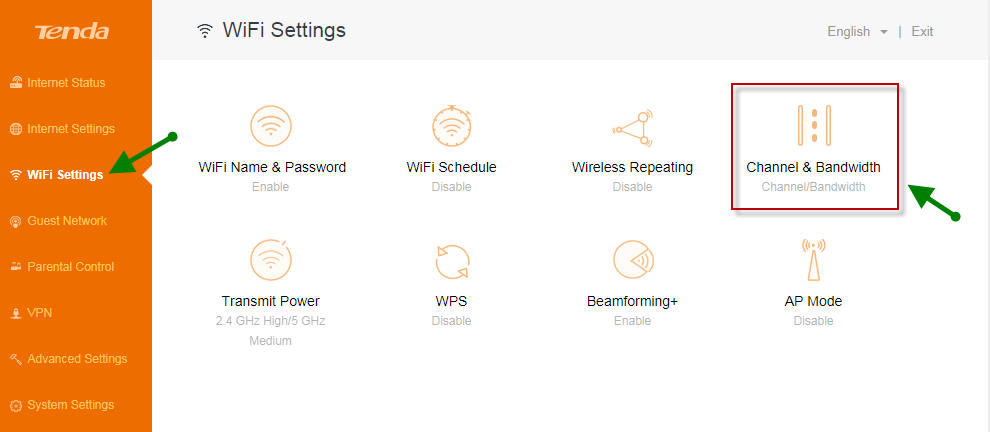 Tenda
WiFi Settings
English
|
Exit
Internet Status
Internet Settings
WiFi Settings
Guest Network
Parental Control
VPN
Advanced Settings
System Settings
WiFi Name & Password
Enable
WiFi Schedule
Disable
Wireless Repeating
Disable
Channel & Bandwidth
Channel/Bandwidth
Transmit Power
2.4 GHz High/5 GHz
Medium
WPS
Disable
Beamforming+
Enable
AP Mode
Disable